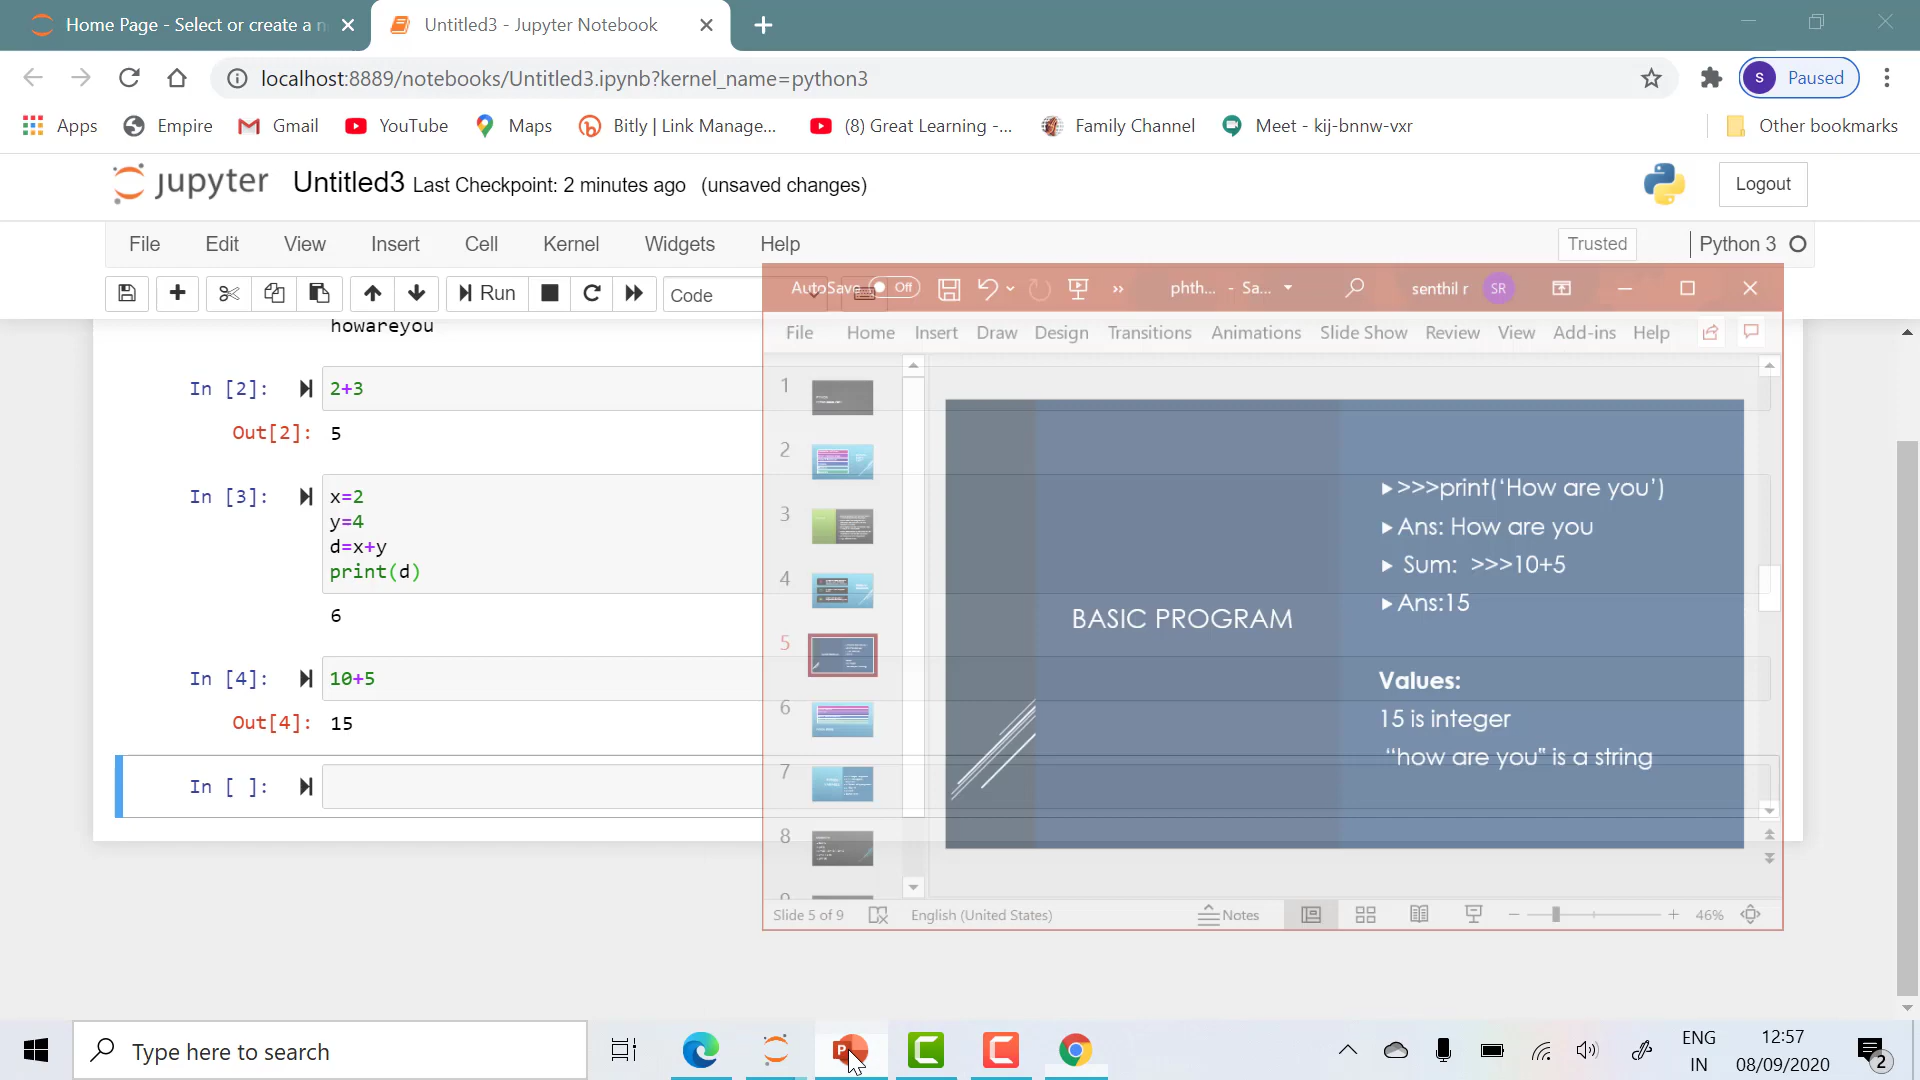 Home Page - Select or create a n
Untitled3 - Jupyter Notebook
localhost:8889/notebooks/Untitled3.ipynb?kernel_name=python3
S
Paused
Apps
Empire
Gmail
YouTube
Maps
Bitly | Link Manage...
(8) Great Learning -...
Family Channel
Meet - kij-bnnw-vxr
Other bookmarks
jupyter
Untitled3 Last Checkpoint: 2 minutes ago (unsaved changes)
Logout
File Edit View Insert Cell Kernel Widgets Help
Trusted
Python 3
Run
Code
howareyou
In [2]: 2+3
Out[2]: 5
In [3]: x=2
y=4
d=x+y
print(d)
6
In [4]: 10+5
Out[4]: 15
In [ ]:
AutoSave Off
phth... - Sa...
senthil r SR
File Home Insert Draw Design Transitions Animations Slide Show Review View Add-ins Help
1
2
3
4
5
6
7
8
BASIC PROGRAM
>>>print(‘How are you’)
Ans: How are you
Sum: >>>10+5
Ans:15
Values:
15 is integer
“how are you" is a string
Slide 5 of 9
English (United States)
Notes
46%
Type here to search
ENG
IN
12:57
08/09/2020
2